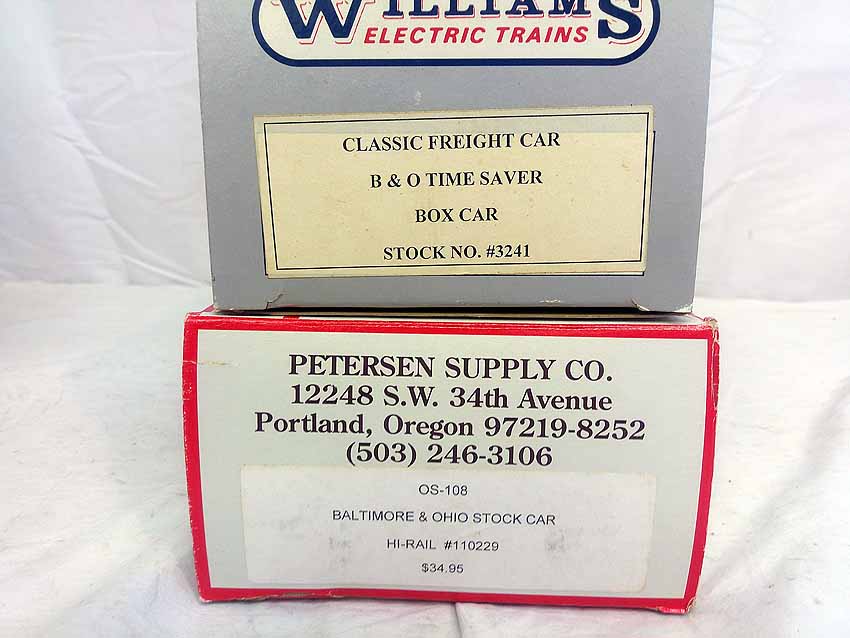 WILLIAMS
ELECTRIC TRAINS
CLASSIC FREIGHT CAR
B & O TIME SAVER
BOX CAR
STOCK NO. #3241
PETERSEN SUPPLY CO.
12248 S.W. 34th Avenue
Portland, Oregon 97219-8252
(503) 246-3106
OS-108
BALTIMORE & OHIO STOCK CAR
HI-RAIL #110229
$34.95